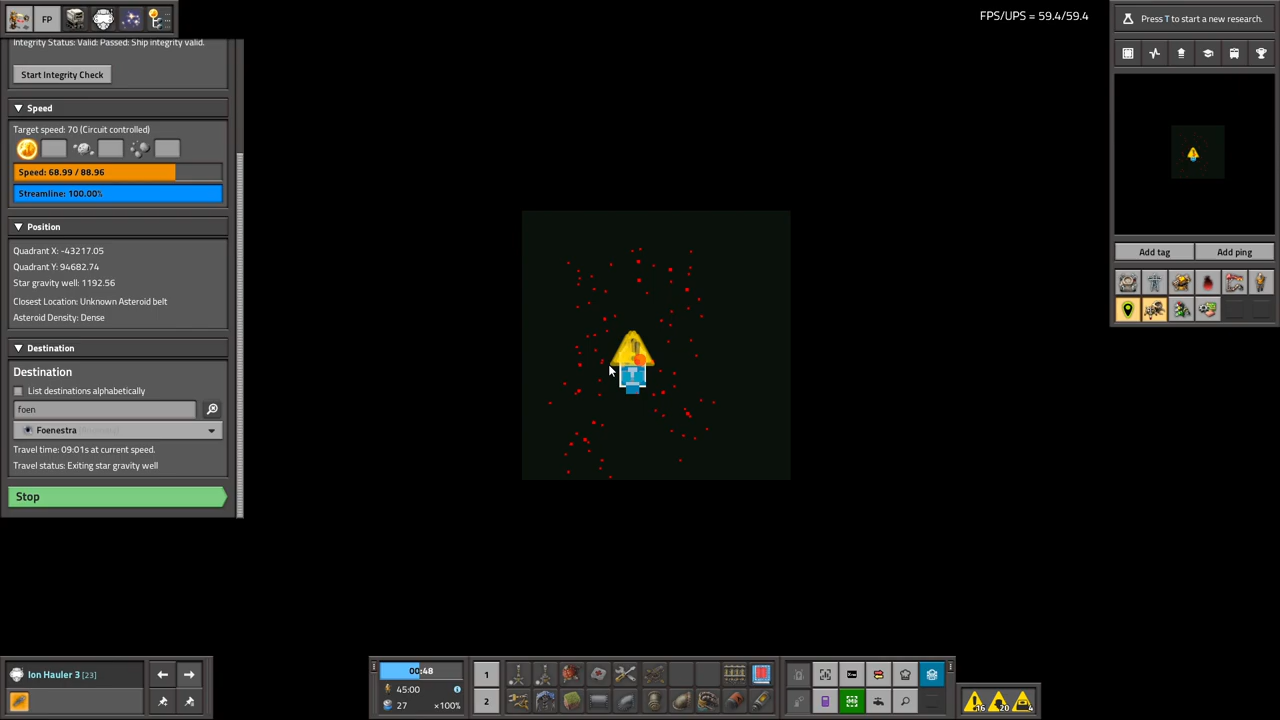 FP
FPS/UPS = 59.4/59.4
Press T to start a new research.
Integrity Status: Valid: Passed: Ship integrity valid.
Start Integrity Check
Speed
Target speed: 70 (Circuit controlled)
Speed: 68.99 / 88.96
Streamline: 100.00%
Position
Quadrant X: -43217.05
Quadrant Y: 94682.74
Star gravity well: 1192.56
Closest Location: Unknown Asteroid belt
Asteroid Density: Dense
Add tag
Add ping
Destination
Destination
List destinations alphabetically
foen
Foenestra
Travel time: 09:01s at current speed.
Travel status: Exiting star gravity well
Stop
Ion Hauler 3 [23]
00:48
45:00
27 ×100%
1
2
16
20
4